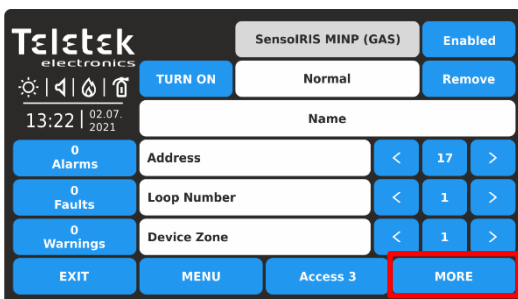 Teletek
electronics
SensoIRIS MINP (GAS)
Enabled
TURN ON
Normal
Remove
13:22
02.07.
2021
Name
0
Alarms
Address
< 17 >
0
Faults
Loop Number
< 1 >
0
Warnings
Device Zone
< 1 >
EXIT
MENU
Access 3
MORE